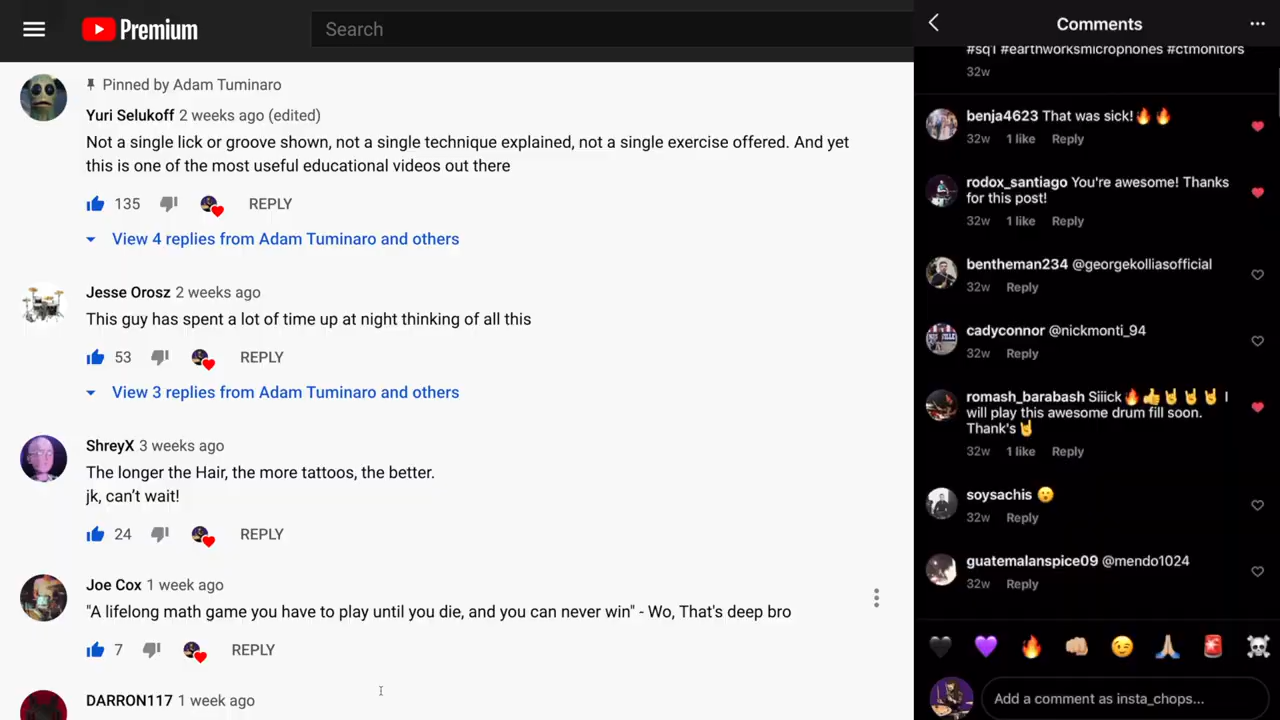 Premium
Search
Pinned by Adam Tuminaro
Yuri Selukoff 2 weeks ago (edited)
Not a single lick or groove shown, not a single technique explained, not a single exercise offered. And yet
this is one of the most useful educational videos out there
135 REPLY
View 4 replies from Adam Tuminaro and others
Jesse Orosz 2 weeks ago
This guy has spent a lot of time up at night thinking of all this
53 REPLY
View 3 replies from Adam Tuminaro and others
ShreyX 3 weeks ago
The longer the Hair, the more tattoos, the better.
jk, can’t wait!
24 REPLY
Joe Cox 1 week ago
"A lifelong math game you have to play until you die, and you can never win" - Wo, That's deep bro
7 REPLY
DARRON117 1 week ago
Comments
#sq1 #earthworksmicrophones #ctmonitors
32w
benja4623 That was sick!🔥🔥
32w 1 like Reply
rodox_santiago You're awesome! Thanks
for this post!
32w 1 like Reply
bentheman234 @georgekolliasofficial
32w Reply
cadyconnor @nickmonti_94
32w Reply
romash_barabash Siiick🔥👍🤘🤘🤘 I
will play this awesome drum fill soon.
Thank's🤘
32w 1 like Reply
soysachis 😮
32w Reply
guatemalanspice09 @mendo1024
32w Reply
Add a comment as insta_chops...